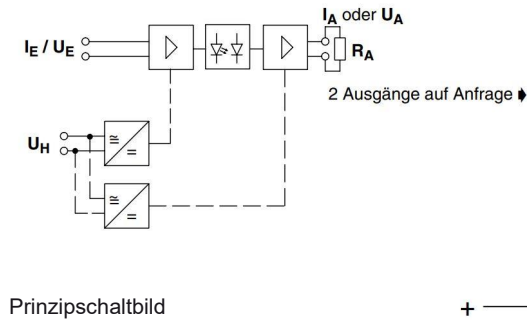 I_A oder U_A
I_E / U_E
R_A
2 Ausgänge auf Anfrage
U_H
≅
=
≅
=
Prinzipschaltbild
+